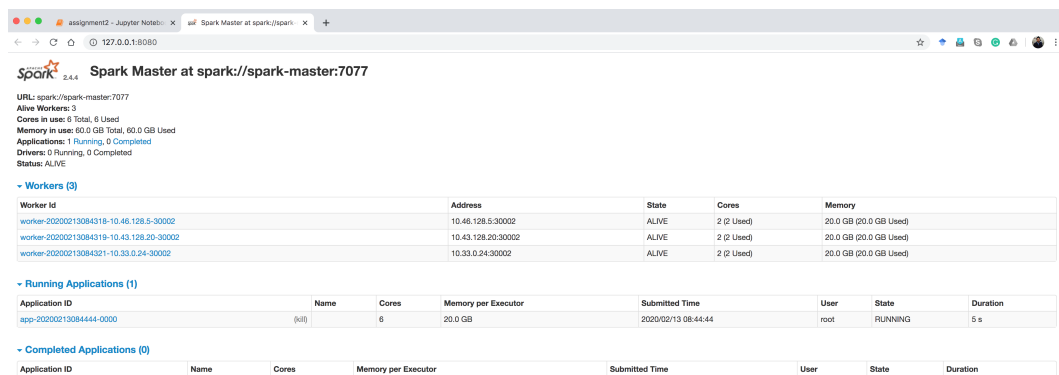 assignment2 - Jupyter Noteboo
Spark Master at spark://spark-
127.0.0.1:8080
APACHE
Spark 2.4.4 Spark Master at spark://spark-master:7077
URL: spark://spark-master:7077
Alive Workers: 3
Cores in use: 6 Total, 6 Used
Memory in use: 60.0 GB Total, 60.0 GB Used
Applications: 1 Running, 0 Completed
Drivers: 0 Running, 0 Completed
Status: ALIVE
Workers (3)
Worker Id Address State Cores Memory
worker-20200213084318-10.46.128.5-30002 10.46.128.5:30002 ALIVE 2 (2 Used) 20.0 GB (20.0 GB Used)
worker-20200213084319-10.43.128.20-30002 10.43.128.20:30002 ALIVE 2 (2 Used) 20.0 GB (20.0 GB Used)
worker-20200213084321-10.33.0.24-30002 10.33.0.24:30002 ALIVE 2 (2 Used) 20.0 GB (20.0 GB Used)
Running Applications (1)
Application ID Name Cores Memory per Executor Submitted Time User State Duration
app-20200213084444-0000 (kill) 6 20.0 GB 2020/02/13 08:44:44 root RUNNING 5 s
Completed Applications (0)
Application ID Name Cores Memory per Executor Submitted Time User State Duration